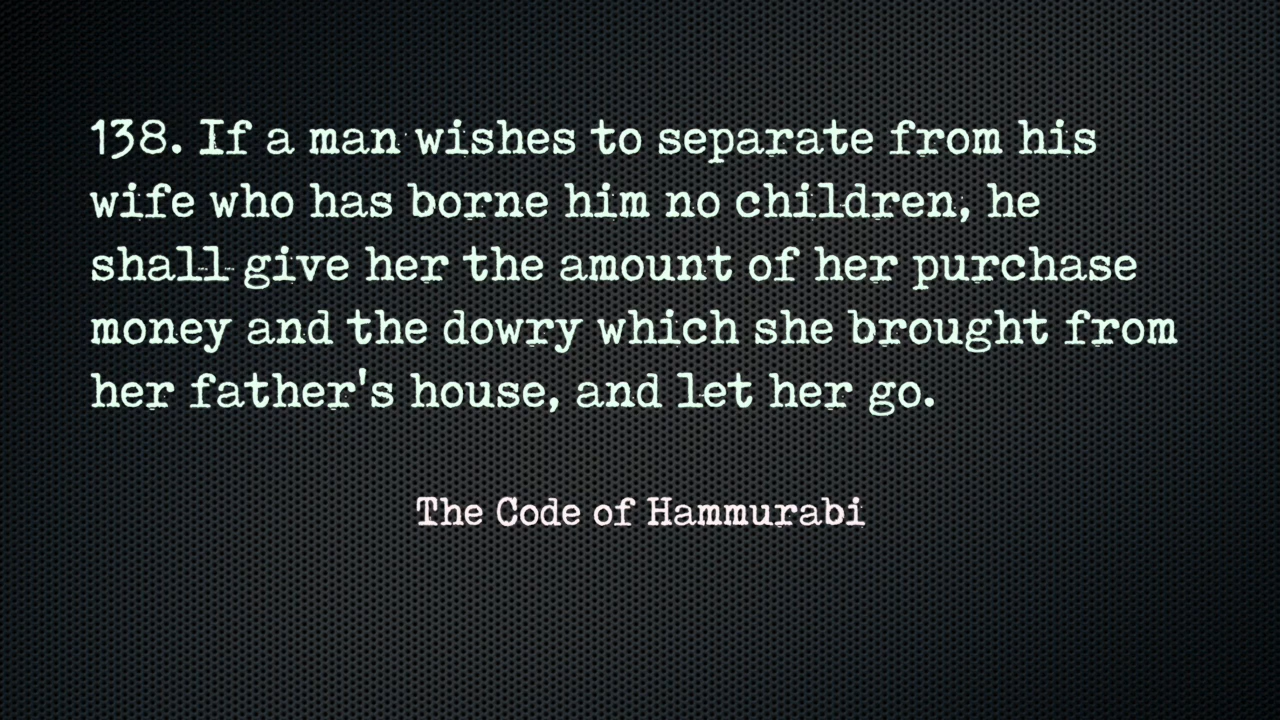 138. If a man wishes to separate from his
wife who has borne him no children, he
shall give her the amount of her purchase
money and the dowry which she brought from
her father's house, and let her go.
The Code of Hammurabi